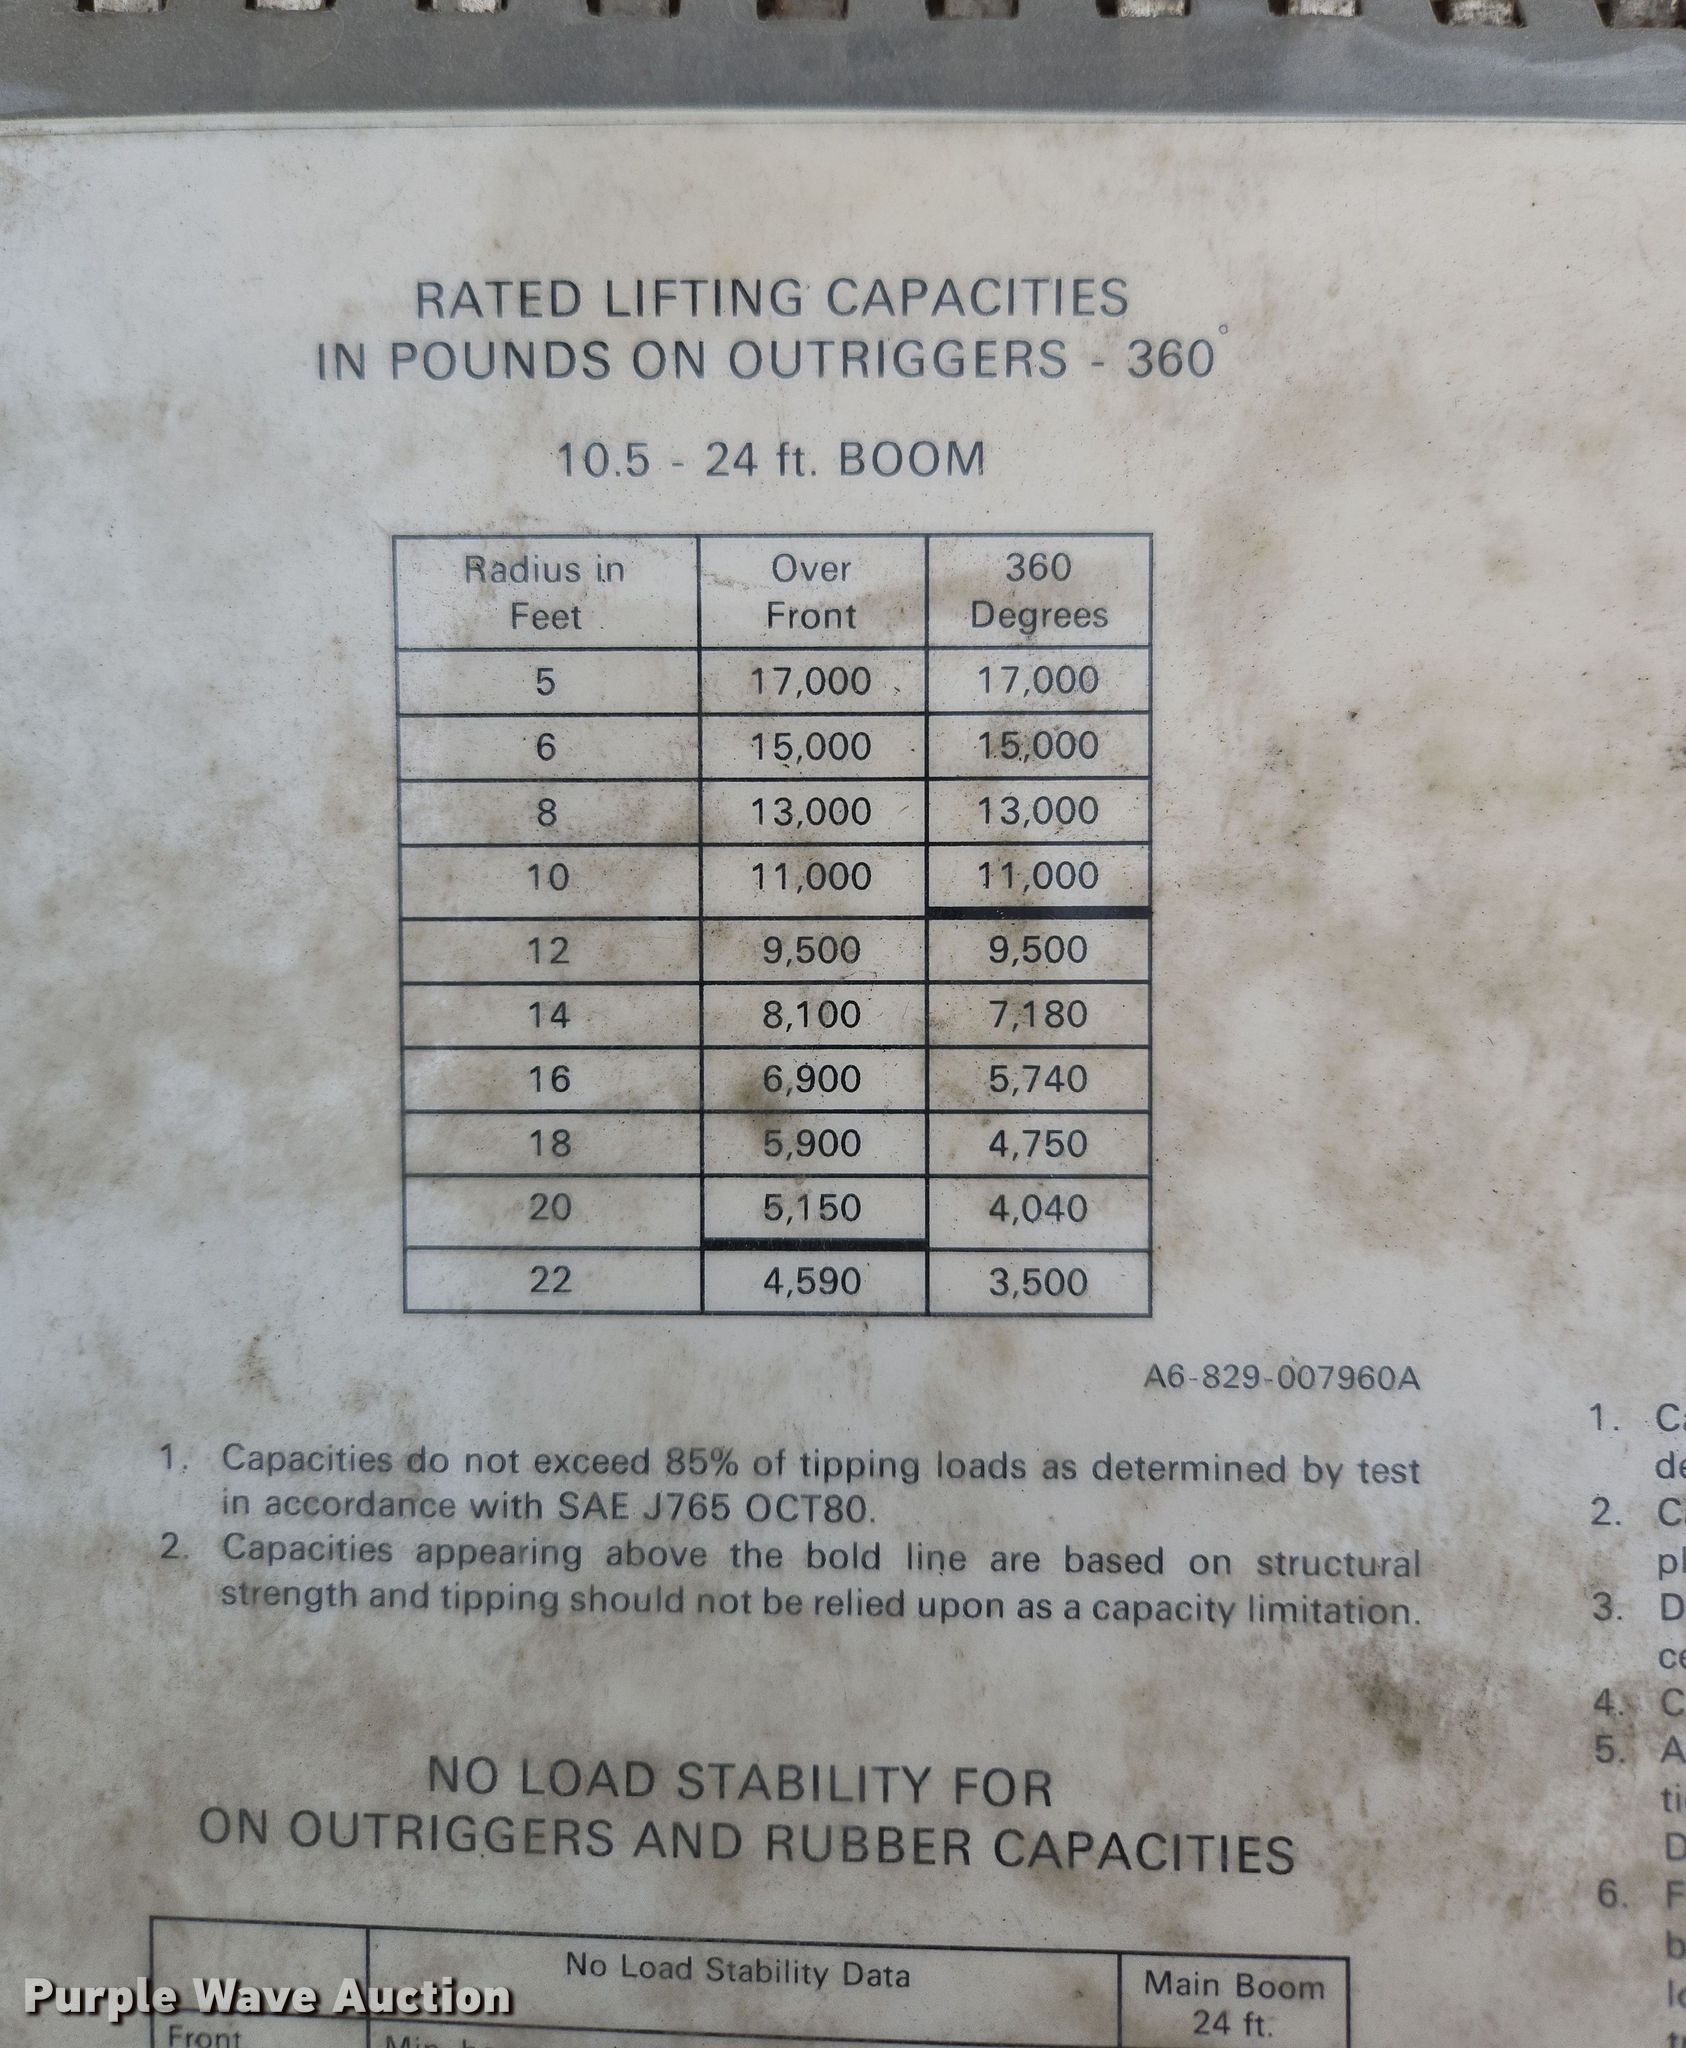 RATED LIFTING CAPACITIES
IN POUNDS ON OUTRIGGERS - 360°
10.5 - 24 ft. BOOM
Radius in Feet Over Front 360 Degrees
5 17,000 17,000
6 15,000 15,000
8 13,000 13,000
10 11,000 11,000
12 9,500 9,500
14 8,100 7,180
16 6,900 5,740
18 5,900 4,750
20 5,150 4,040
22 4,590 3,500
A6-829-007960A
1. Capacities do not exceed 85% of tipping loads as determined by test
in accordance with SAE J765 OCT80.
2. Capacities appearing above the bold line are based on structural
strength and tipping should not be relied upon as a capacity limitation.
NO LOAD STABILITY FOR
ON OUTRIGGERS AND RUBBER CAPACITIES
No Load Stability Data
Main Boom
24 ft.
Front
Purple Wave Auction
1.
2.
3.
4.
5.
6.